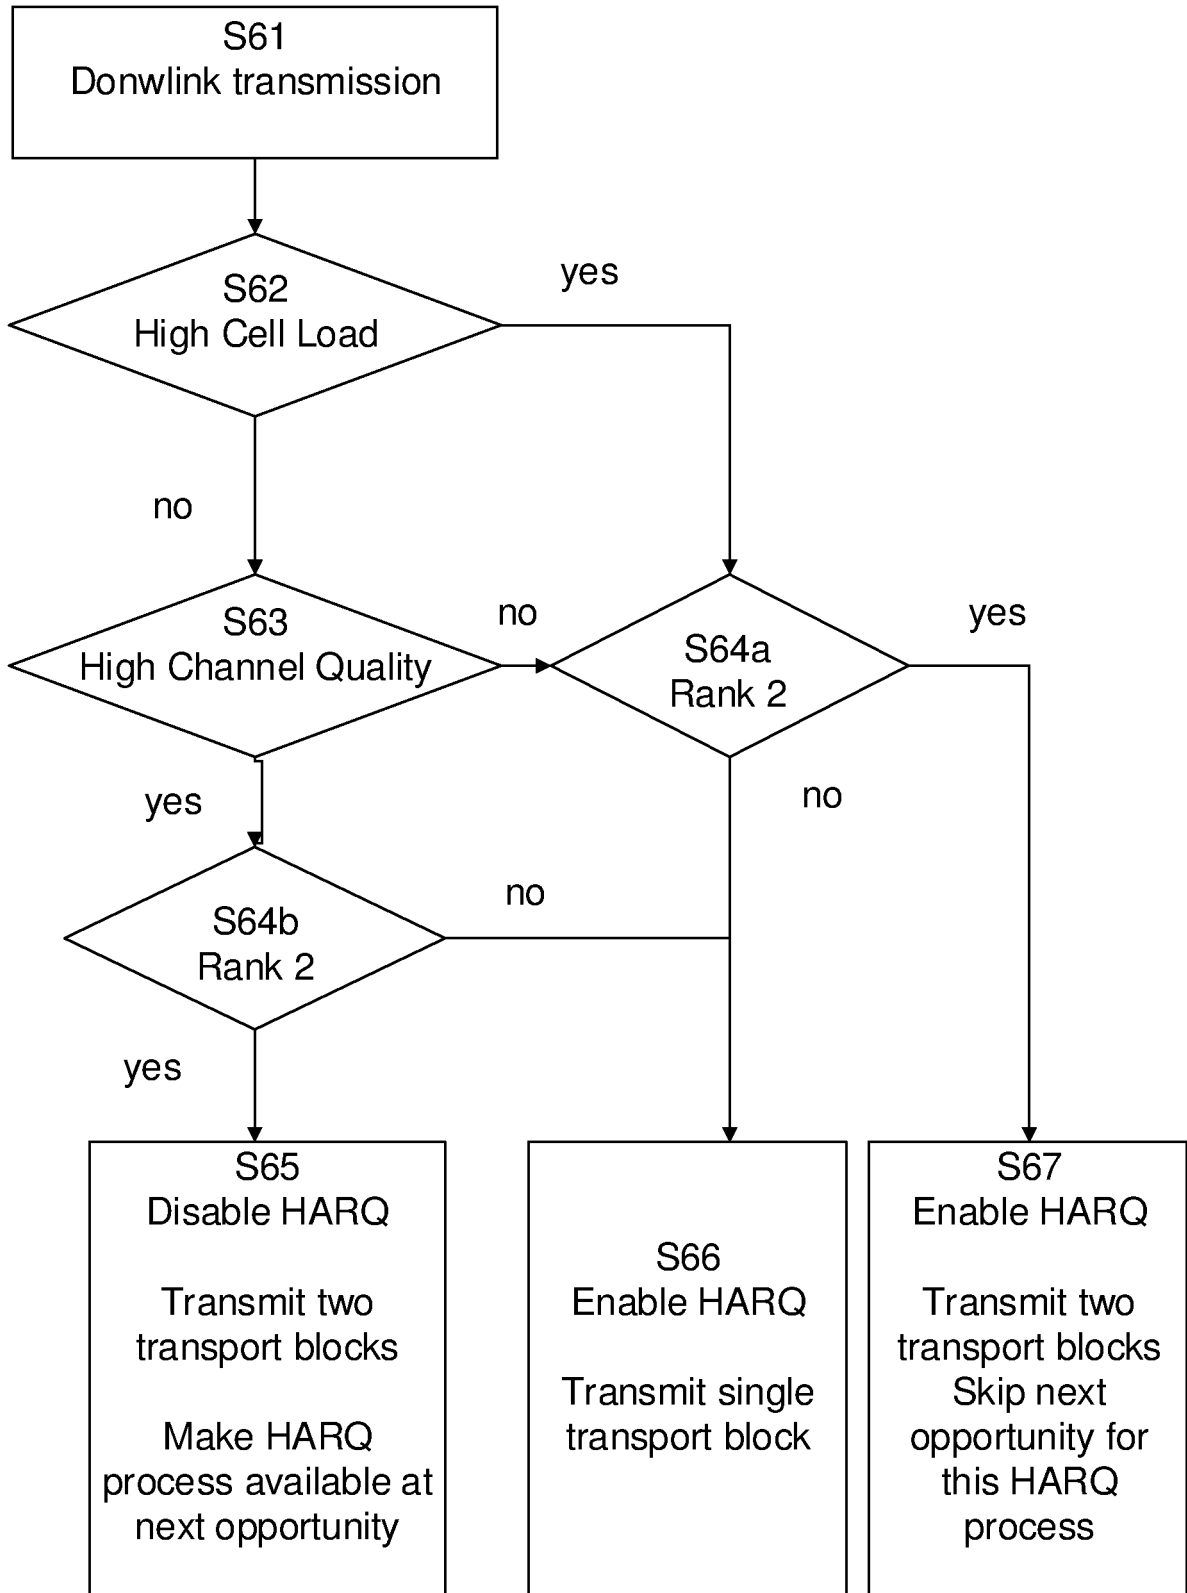 S61
Donwlink transmission
S62
High Cell Load
yes
no
S63
High Channel Quality
no
S64a
Rank 2
yes
yes
no
S64b
Rank 2
no
yes
S65
Disable HARQ
Transmit two
transport blocks
Make HARQ
process available at
next opportunity
S66
Enable HARQ
Transmit single
transport block
S67
Enable HARQ
Transmit two
transport blocks
Skip next
opportunity for
this HARQ
process